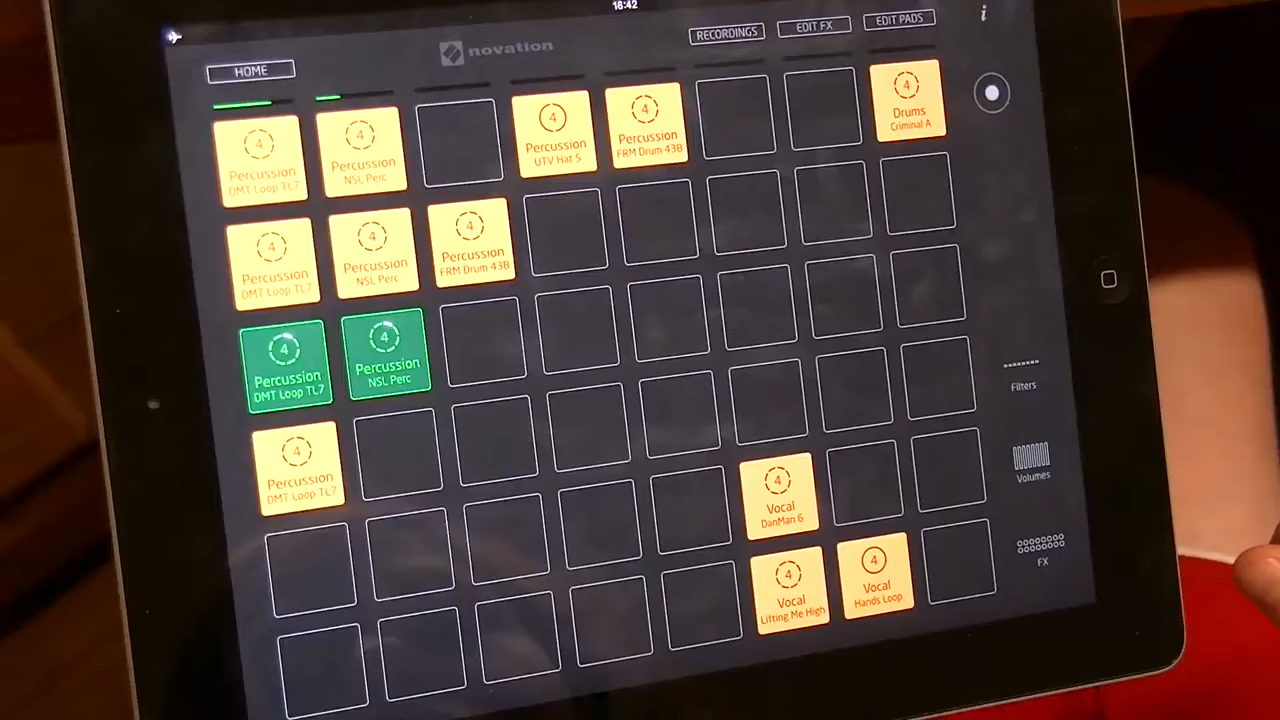 16:42
HOME
novation
RECORDINGS
EDIT FX
EDIT PADS
i
4
Percussion
DMT Loop TL7
4
Percussion
NSL Perc
4
Percussion
UTV Hat 5
4
Percussion
FRM Drum 43B
4
Drums
Criminal A
4
Percussion
DMT Loop TL7
4
Percussion
NSL Perc
4
Percussion
FRM Drum 43B
4
Percussion
DMT Loop TL7
4
Percussion
NSL Perc
Filters
4
Percussion
DMT Loop TL7
4
Vocal
DanMan 6
Volumes
4
Vocal
Lifting Me High
4
Vocal
Hands Loop
FX